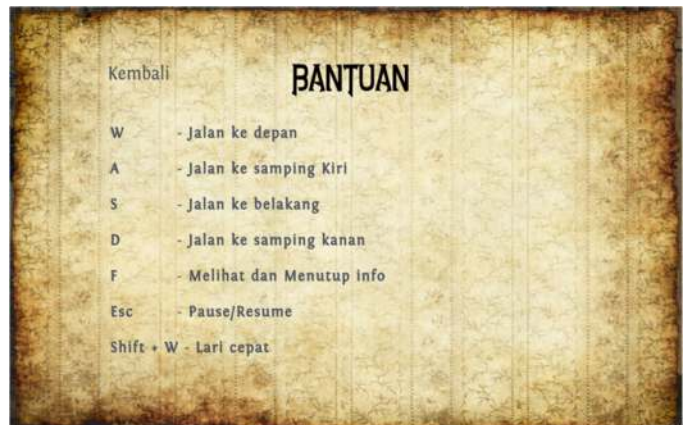 Kembali
BANTUAN
W - Jalan ke depan
A - Jalan ke samping Kiri
S - Jalan ke belakang
D - Jalan ke samping kanan
F - Melihat dan Menutup info
Esc - Pause/Resume
Shift + W - Lari cepat